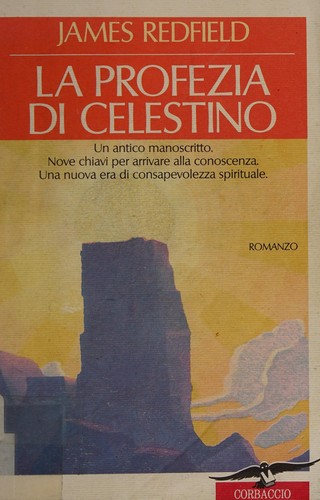 JAMES REDFIELD
LA PROFEZIA
DI CELESTINO
Un antico manoscritto.
Nove chiavi per arrivare alla conoscenza.
Una nuova era di consapevolezza spirituale.
ROMANZO
CORBACCIO